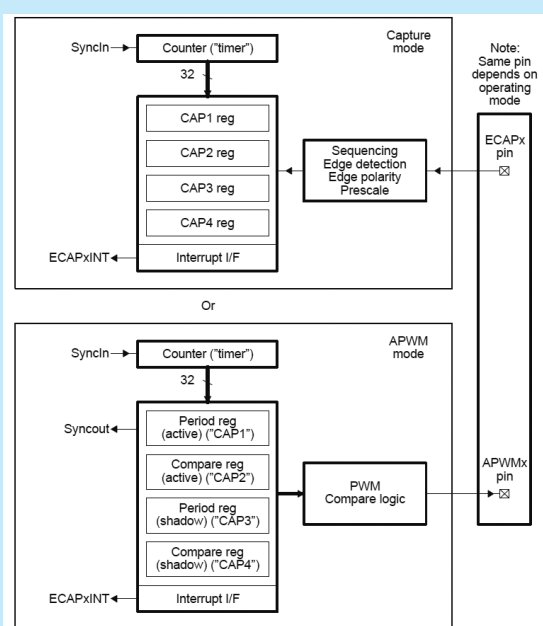 Capture
mode
Note:
Same pin
depends on
operating
mode
SyncIn
Counter ("timer")
32
CAP1 reg
CAP2 reg
CAP3 reg
CAP4 reg
Interrupt I/F
ECAPxINT
Sequencing
Edge detection
Edge polarity
Prescale
ECAPx
pin
Or
APWM
mode
SyncIn
Counter ("timer")
32
Syncout
Period reg
(active) ("CAP1")
Compare reg
(active) ("CAP2")
Period reg
(shadow) ("CAP3")
Compare reg
(shadow) ("CAP4")
Interrupt I/F
ECAPxINT
PWM
Compare logic
APWMx
pin